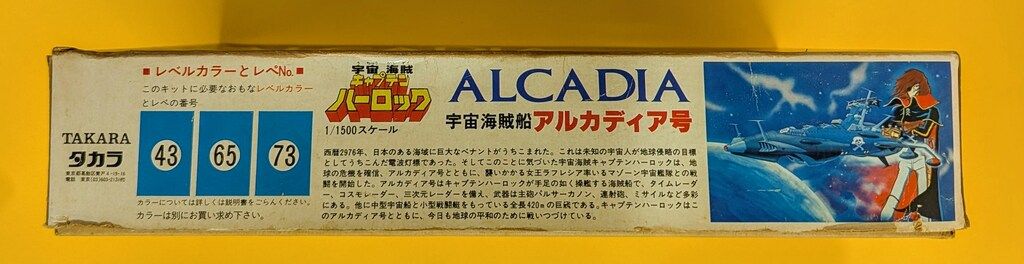 ■レベルカラーとレベNo.■
このキットに必要なおもなレベルカラー
とレベの番号
TAKARA
タカラ
東京都葛飾区青戸4-19-16
電話 東京(03)603-2131(代)
43
65
73
カラーについては詳しくは説明書をごらんください。
カラーは別にお買い求め下さい。
宇宙海賊
キャプテン
ハーロック
1/1500スケール
ALCADIA
宇宙海賊船アルカディア号
西暦2976年、日本のある海域に巨大なペナントがうちこまれた。これは未知の宇宙人が地球侵略の目標
としてうちこんだ電波灯標であった。そしてこのことに気づいた宇宙海賊キャプテンハーロックは、地
球の危機を確信、アルカディア号とともに、襲いかかる女王ラフレシア率いるマゾーン宇宙艦隊との戦
闘を開始した。アルカディア号はキャプテンハーロックが手足の如く操艦する海賊船で、タイムレーダ
ー、コスモレーダー、三次元レーダーを備え、武器は主砲パルサーカノン、連射砲、ミサイルなど多彩
にある。他に中型宇宙船と小型戦闘艇をもっている全長420mの巨艦である。キャプテンハーロックはこ
のアルカディア号とともに、今日も地球の平和のために戦いつづけている。